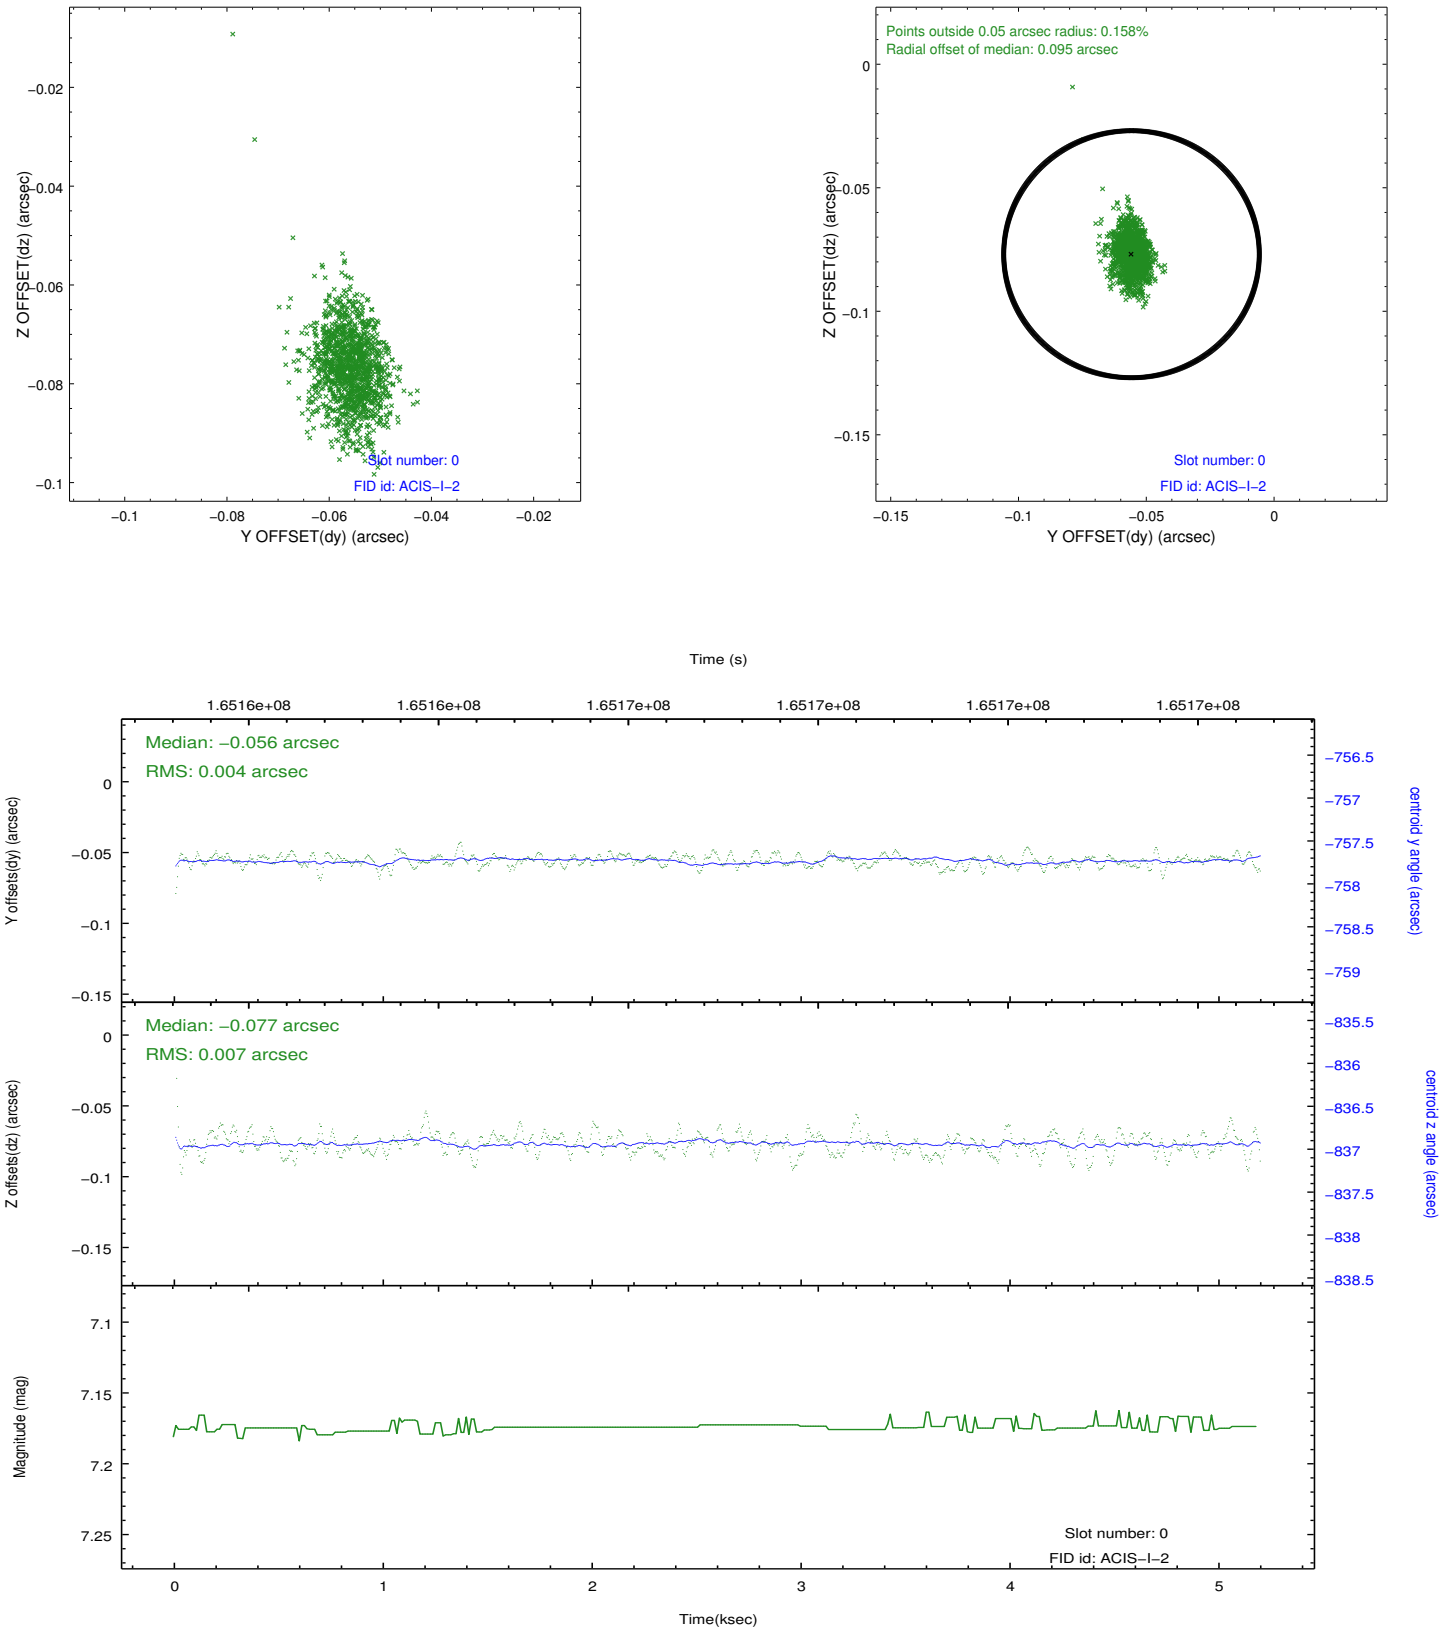 −0.02
−0.04
−0.06
−0.08
−0.1
−0.1
−0.08
−0.06
−0.04
−0.02
Z OFFSET(dz) (arcsec)
Y OFFSET(dy) (arcsec)
Slot number: 0
FID id: ACIS−I−2
Points outside 0.05 arcsec radius: 0.158%
Radial offset of median: 0.095 arcsec
0
−0.05
−0.1
−0.15
−0.15
−0.1
−0.05
0
Z OFFSET(dz) (arcsec)
Y OFFSET(dy) (arcsec)
Slot number: 0
FID id: ACIS−I−2
Time (s)
1.6516e+08
1.6516e+08
1.6517e+08
1.6517e+08
1.6517e+08
1.6517e+08
Median: −0.056 arcsec
RMS: 0.004 arcsec
0
−0.05
−0.1
−0.15
Y offsets(dy) (arcsec)
−756.5
−757
−757.5
−758
−758.5
−759
centroid y angle (arcsec)
Median: −0.077 arcsec
RMS: 0.007 arcsec
0
−0.05
−0.1
−0.15
Z offsets(dz) (arcsec)
−835.5
−836
−836.5
−837
−837.5
−838
−838.5
centroid z angle (arcsec)
7.1
7.15
7.2
7.25
Magnitude (mag)
Slot number: 0
FID id: ACIS−I−2
0
1
2
3
4
5
Time(ksec)